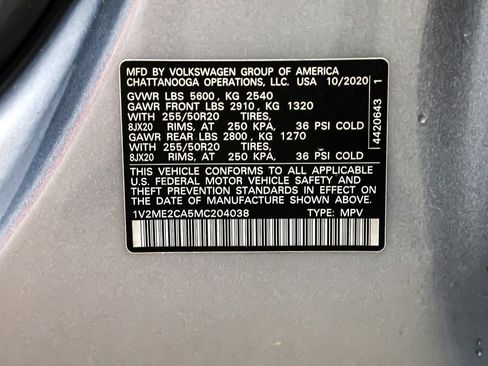 MFD BY VOLKSWAGEN GROUP OF AMERICA
CHATTANOOGA OPERATIONS, LLC. USA 10/2020
GVWR LBS 5600, KG 2540
GAWR FRONT LBS 2910, KG 1320
WITH 255/50R20 TIRES,
8JX20 RIMS, AT 250 KPA, 36 PSI COLD
GAWR REAR LBS 2800, KG 1270
WITH 255/50R20 TIRES,
8JX20 RIMS, AT 250 KPA, 36 PSI COLD
THIS VEHICLE CONFORMS TO ALL APPLICABLE
U.S. FEDERAL MOTOR VEHICLE SAFETY AND
THEFT PREVENTION STANDARDS IN EFFECT ON
THE DATE OF MANUFACTURE SHOWN ABOVE.
1V2ME2CA5MC204038 TYPE: MPV
4420643 1